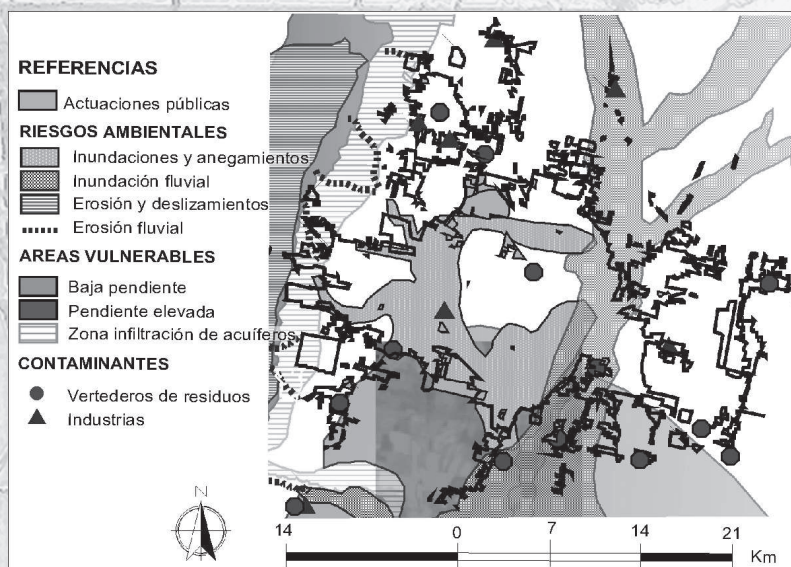 REFERENCIAS
Actuaciones públicas
RIESGOS AMBIENTALES
Inundaciones y anegamientos
Inundación fluvial
Erosión y deslizamientos
Erosión fluvial
AREAS VULNERABLES
Baja pendiente
Pendiente elevada
Zona infiltración de acuíferos
CONTAMINANTES
Vertederos de residuos
Industrias
N
14 0 7 14 21
Km